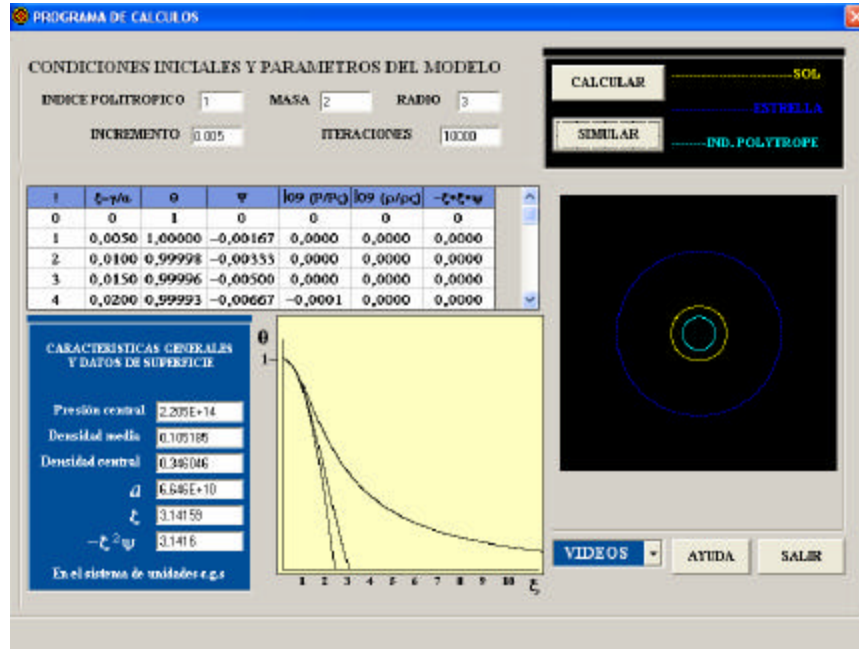 PROGRAMA DE CALCULOS
CONDICIONES INICIALES Y PARAMETROS DEL MODELO
INDICE POLITROPICO 1 MASA 2 RADIO 3
INCREMENTO 0.005 ITERACIONES 10000
CALCULAR
SIMULAR
SOL
ESTRELLA
IND. POLYTROPE
I ξ=γ/α θ Ψ log (P/Pc) log (ρ/ρc) -ξ*ξ*ψ
0 0 1 0 0 0 0
1 0,0050 1,00000 -0,00167 0,0000 0,0000 0,0000
2 0,0100 0,99998 -0,00333 0,0000 0,0000 0,0000
3 0,0150 0,99996 -0,00500 0,0000 0,0000 0,0000
4 0,0200 0,99993 -0,00667 -0,0001 0,0000 0,0000
CARACTERISTICAS GENERALES
Y DATOS DE SUPERFICIE
Presión central 2.205E+14
Densidad media 0.105185
Densidad central 0.346046
a 6.646E+10
ξ 3.14159
-ξ²ψ 3.1416
En el sistema de unidades c.g.s
θ
1
1 2 3 4 5 6 7 8 9 10 ξ
VIDEOS
AYUDA
SALIR